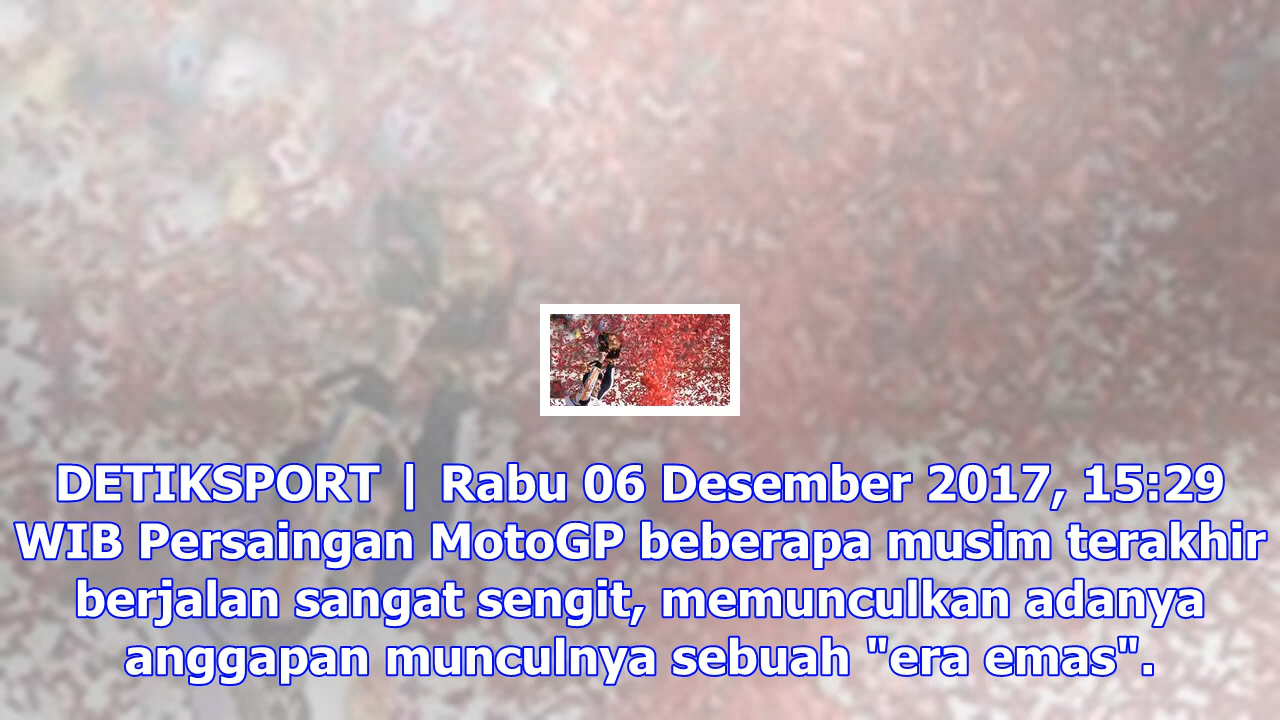 DETIKSPORT | Rabu 06 Desember 2017, 15:29
WIB Persaingan MotoGP beberapa musim terakhir
berjalan sangat sengit, memunculkan adanya
anggapan munculnya sebuah "era emas".